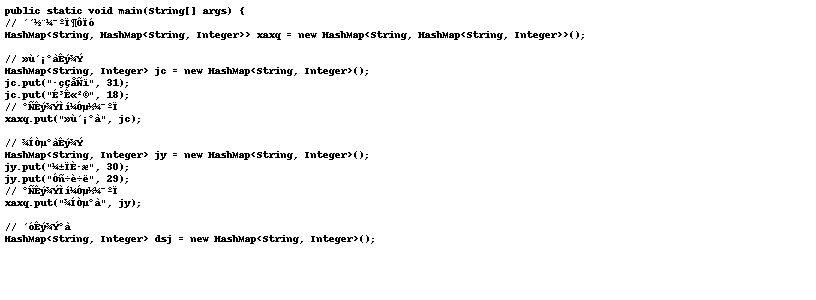 public static void main(String[] args) {
// ´´½¨¼¯ºÏ¶ÔÏó
HashMap<String, HashMap<String, Integer>> xaxq = new HashMap<String, HashMap<String, Integer>>();
// »ù´¡°àÊý¾Ý
HashMap<String, Integer> jc = new HashMap<String, Integer>();
jc.put("·çÇåÑï", 31);
jc.put("É³Ê«²®", 18);
// °ÑÊý¾ÝÌí¼Óµ½¼¯ºÏ
xaxq.put("»ù´¡°à", jc);
// ¾ÍÒµ°àÊý¾Ý
HashMap<String, Integer> jy = new HashMap<String, Integer>();
jy.put("¼±ÏÈ·æ", 30);
jy.put("Óñ÷è÷ë", 29);
// °ÑÊý¾ÝÌí¼Óµ½¼¯ºÏ
xaxq.put("¾ÍÒµ°à", jy);
// ´óÊý¾Ý°à
HashMap<String, Integer> dsj = new HashMap<String, Integer>();